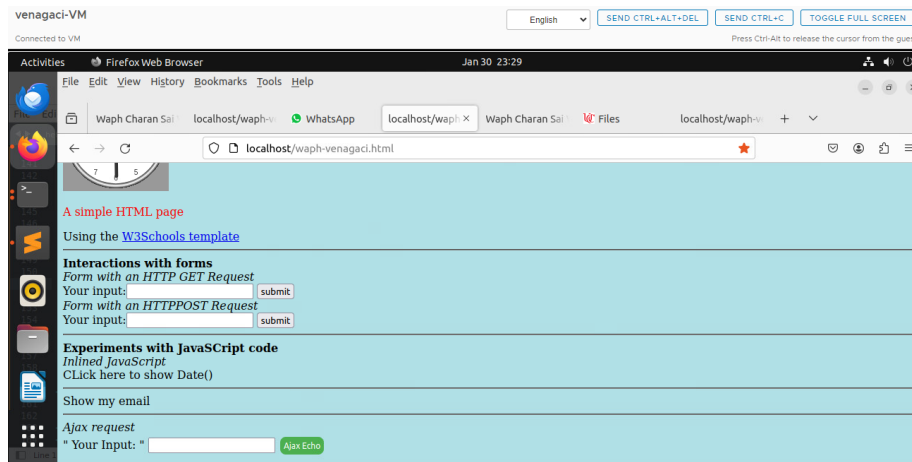 venagaci-VM
English
SEND CTRL+ALT+DEL
SEND CTRL+C
TOGGLE FULL SCREEN
Connected to VM
Press Ctrl-Alt to release the cursor from the gues
Activities
Firefox Web Browser
Jan 30 23:29
File Edit View History Bookmarks Tools Help
Waph Charan Sai
localhost/waph-v
WhatsApp
localhost/waph ×
Waph Charan Sai
Files
localhost/waph-v
localhost/waph-venagaci.html
7 6 5
A simple HTML page
Using the W3Schools template
Interactions with forms
Form with an HTTP GET Request
Your input:
submit
Form with an HTTPPOST Request
Your input:
submit
Experiments with JavaSCript code
Inlined JavaScript
CLick here to show Date()
Show my email
Ajax request
" Your Input: "
Ajax Echo